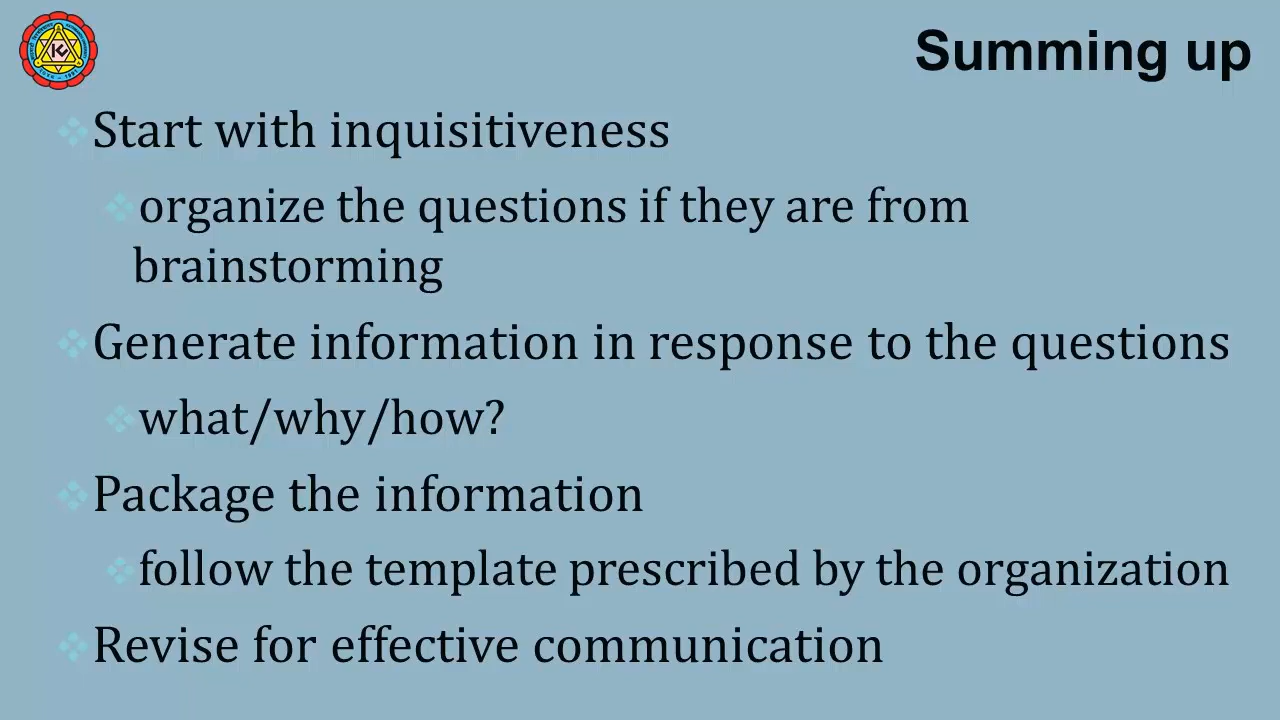 Summing up
Start with inquisitiveness
organize the questions if they are from
brainstorming
Generate information in response to the questions
what/why/how?
Package the information
follow the template prescribed by the organization
Revise for effective communication